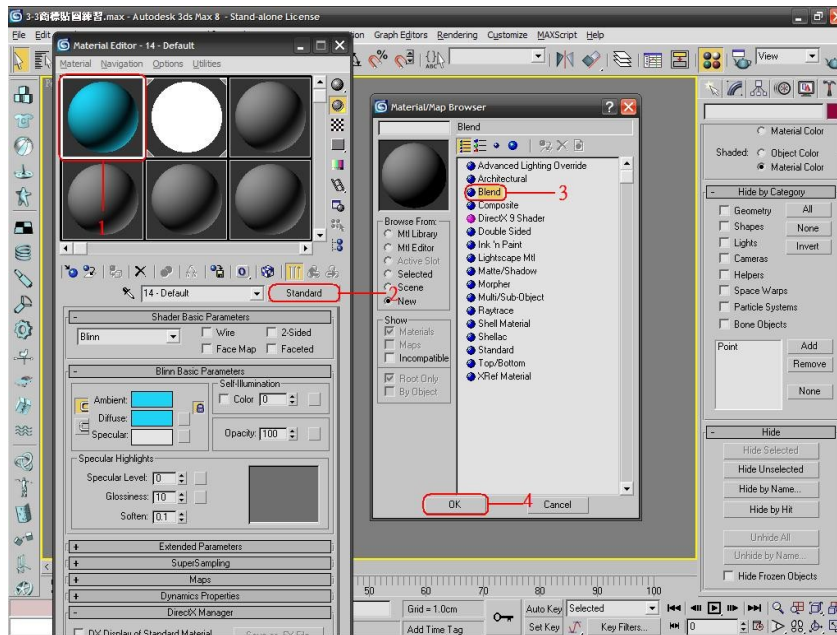 3-3商標貼圖練習.max - Autodesk 3ds Max 8 - Stand-alone License
File Edit
Graph Editors Rendering Customize MAXScript Help
View
Material Editor - 14 - Default
Material Navigation Options Utilities
1
14 - Default
Standard
2
Shader Basic Parameters
Blinn
Wire
2-Sided
Face Map
Faceted
Blinn Basic Parameters
Self-Illumination
Ambient:
Color 0
Diffuse:
Specular:
Opacity: 100
Specular Highlights
Specular Level: 0
Glossiness: 10
Soften: 0.1
Extended Parameters
SuperSampling
Maps
Dynamics Properties
DirectX Manager
DX Display of Standard Material
Save as .FX File
Material/Map Browser
Blend
Advanced Lighting Override
Architectural
Blend
3
Composite
DirectX 9 Shader
Double Sided
Ink 'n Paint
Lightscape Mtl
Matte/Shadow
Morpher
Multi/Sub-Object
Raytrace
Shell Material
Shellac
Standard
Top/Bottom
XRef Material
Browse From:
Mtl Library
Mtl Editor
Active Slot
Selected
Scene
New
Show
Materials
Maps
Incompatible
Root Only
By Object
OK
4
Cancel
Material Color
Shaded:
Object Color
Material Color
Hide by Category
Geometry
All
Shapes
None
Lights
Invert
Cameras
Helpers
Space Warps
Particle Systems
Bone Objects
Point
Add
Remove
None
Hide
Hide Selected
Hide Unselected
Hide by Name...
Hide by Hit
Unhide All
Unhide by Name...
Hide Frozen Objects
50 60 70 80 90 100
Grid = 1.0cm
Add Time Tag
Auto Key
Selected
Set Key
Key Filters...
0